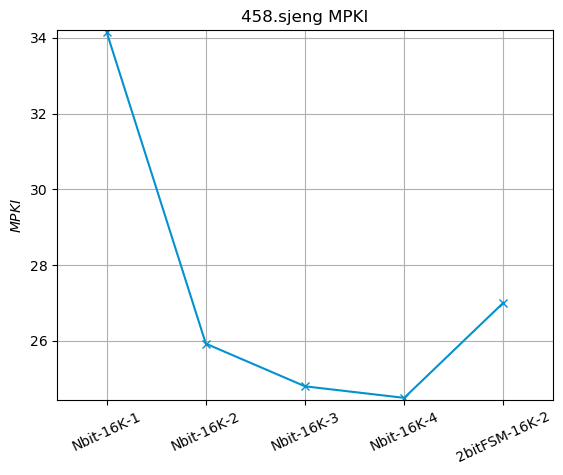 458.sjeng MPKI
34
32
30
28
26
MPKI
Nbit-16K-1
Nbit-16K-2
Nbit-16K-3
Nbit-16K-4
2bitFSM-16K-2